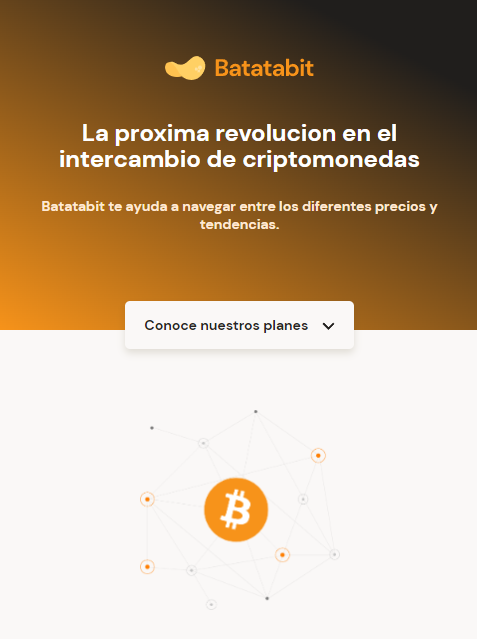 Batatabit
La proxima revolucion en el
intercambio de criptomonedas
Batatabit te ayuda a navegar entre los diferentes precios y
tendencias.
Conoce nuestros planes